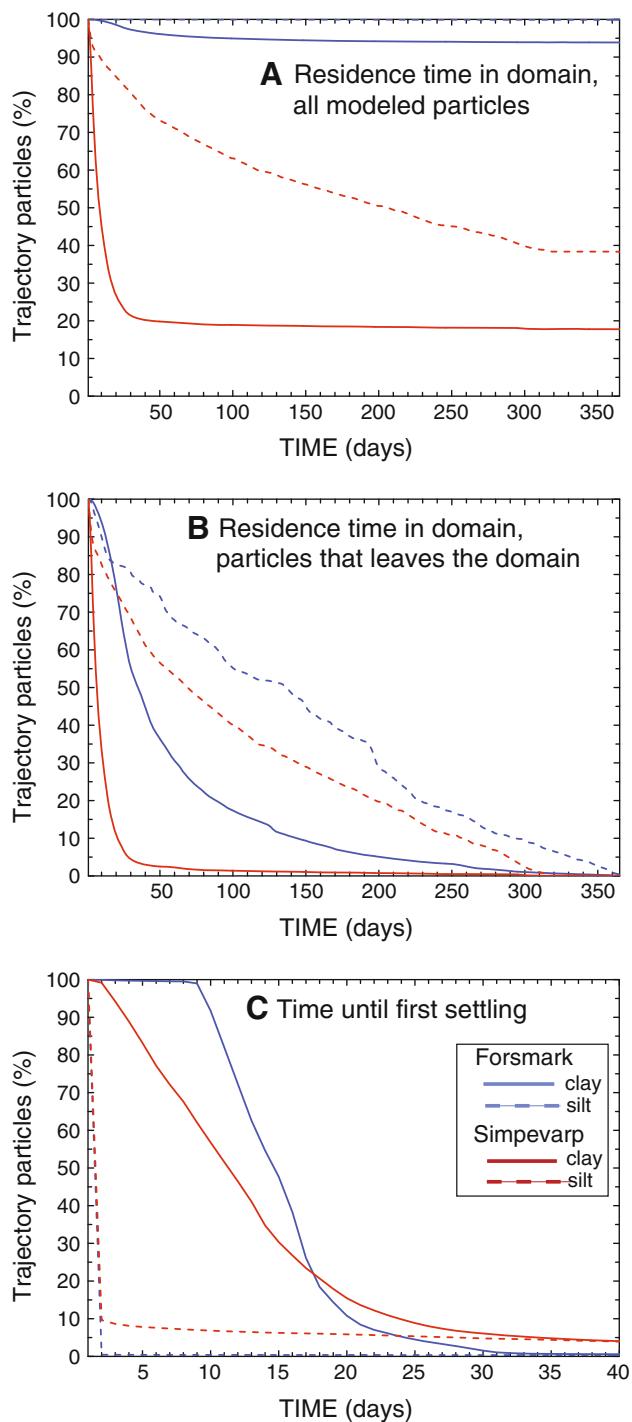 100
90
80
70
60
50
40
30
20
10
0
Trajectory particles (%)
A Residence time in domain,
all modeled particles
50 100 150 200 250 300 350
TIME (days)
100
90
80
70
60
50
40
30
20
10
0
Trajectory particles (%)
B Residence time in domain,
particles that leaves the domain
50 100 150 200 250 300 350
TIME (days)
100
90
80
70
60
50
40
30
20
10
0
Trajectory particles (%)
C Time until first settling
Forsmark
clay
silt
Simpevarp
clay
silt
5 10 15 20 25 30 35 40
TIME (days)